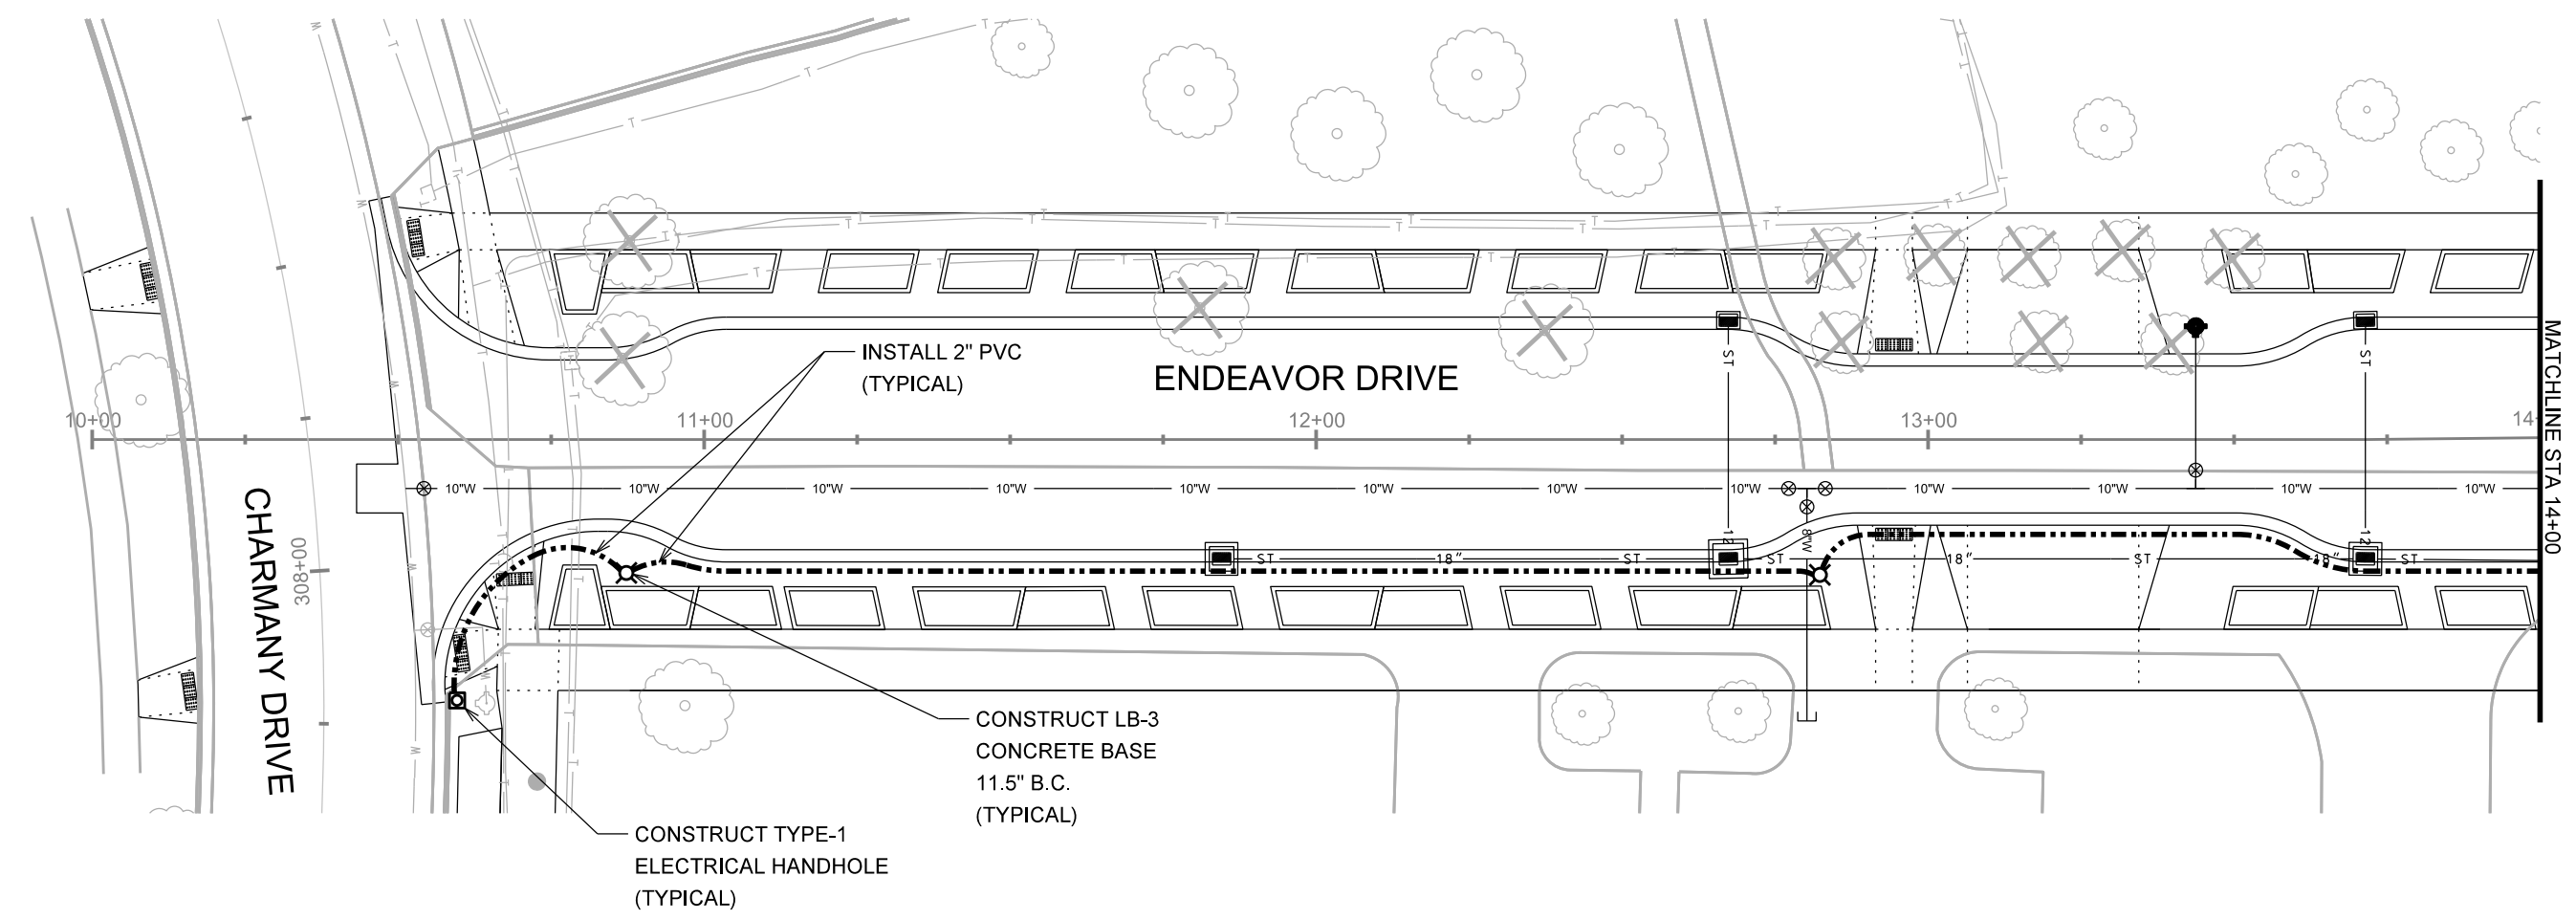 INSTALL 2" PVC
(TYPICAL)
ENDEAVOR DRIVE
10+00
11+00
12+00
13+00
14+
MATCHLINE STA 14+00
10"W 10"W 10"W 10"W 10"W 10"W 10"W 10"W 10"W 10"W 10"W 10"W
CHARMANY DRIVE
308+00
ST
ST
12
12
8"W
ST 18" ST ST 18" ST 18" ST
CONSTRUCT LB-3
CONCRETE BASE
11.5" B.C.
(TYPICAL)
CONSTRUCT TYPE-1
ELECTRICAL HANDHOLE
(TYPICAL)
T T T T T T T T T T
W W W W W